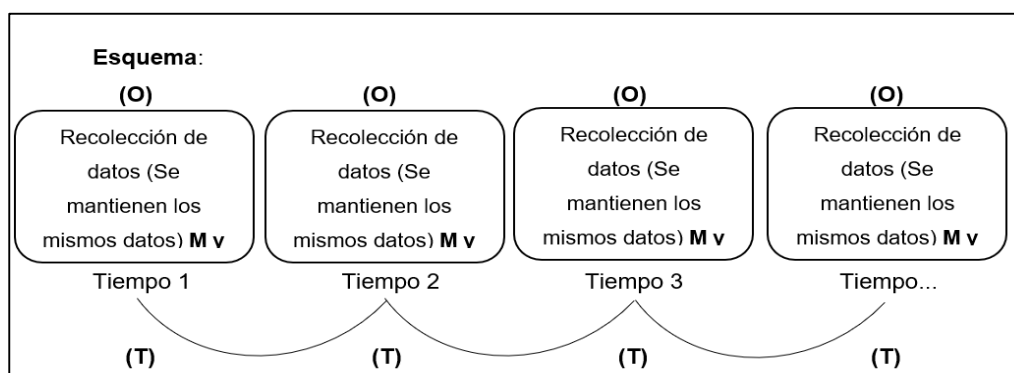 Esquema:
(O) (O) (O) (O)
Recolección de
datos (Se
mantienen los
mismos datos) M v
Recolección de
datos (Se
mantienen los
mismos datos) M v
Recolección de
datos (Se
mantienen los
mismos datos) M v
Recolección de
datos (Se
mantienen los
mismos datos) M v
Tiempo 1 Tiempo 2 Tiempo 3 Tiempo...
(T) (T) (T) (T)